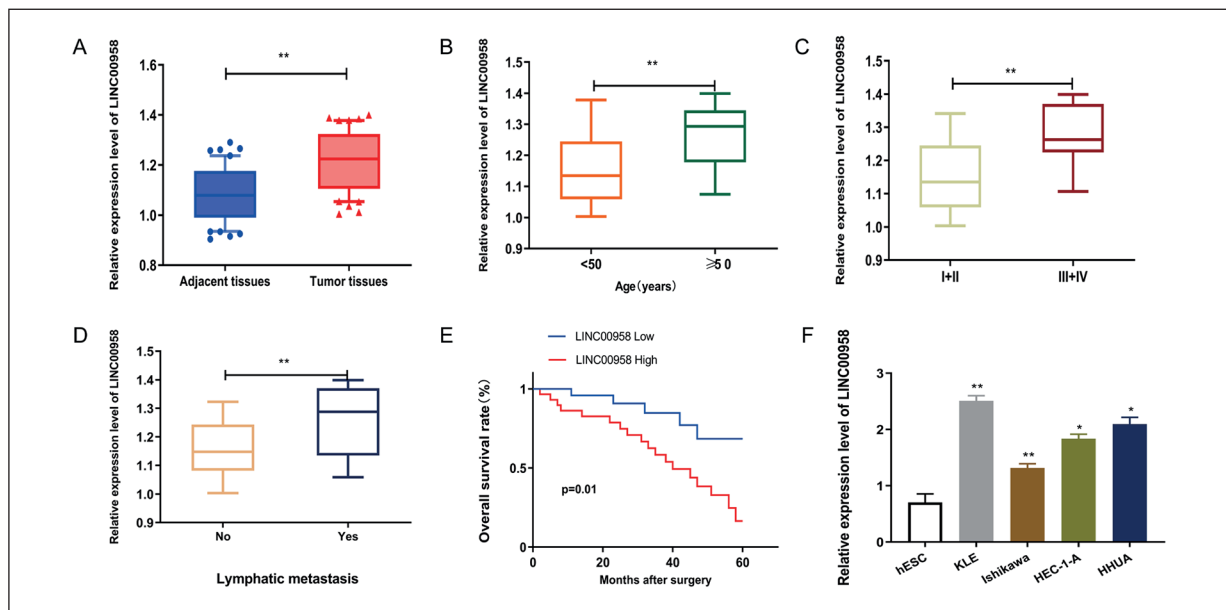 A
Relative expression level of LINC00958
1.6
1.4
1.2
1.0
0.8
**
Adjacent tissues
Tumor tissues
B
Relative expression level of LINC00958
1.5
1.4
1.3
1.2
1.1
1.0
0.9
**
<50
⩾5 0
Age(years)
C
Relative expression level of LINC00958
1.5
1.4
1.3
1.2
1.1
1.0
0.9
**
I+II
III+IV
D
Relative expression level of LINC00958
1.5
1.4
1.3
1.2
1.1
1.0
0.9
**
No
Yes
Lymphatic metastasis
E
LINC00958 Low
LINC00958 High
Overall survival rate(%)
1
0.5
0
p=0.01
0
20
40
60
Months after surgery
F
Relative expression level of LINC00958
3
2
1
0
**
**
*
*
hESC
KLE
Ishikawa
HEC-1-A
HHUA